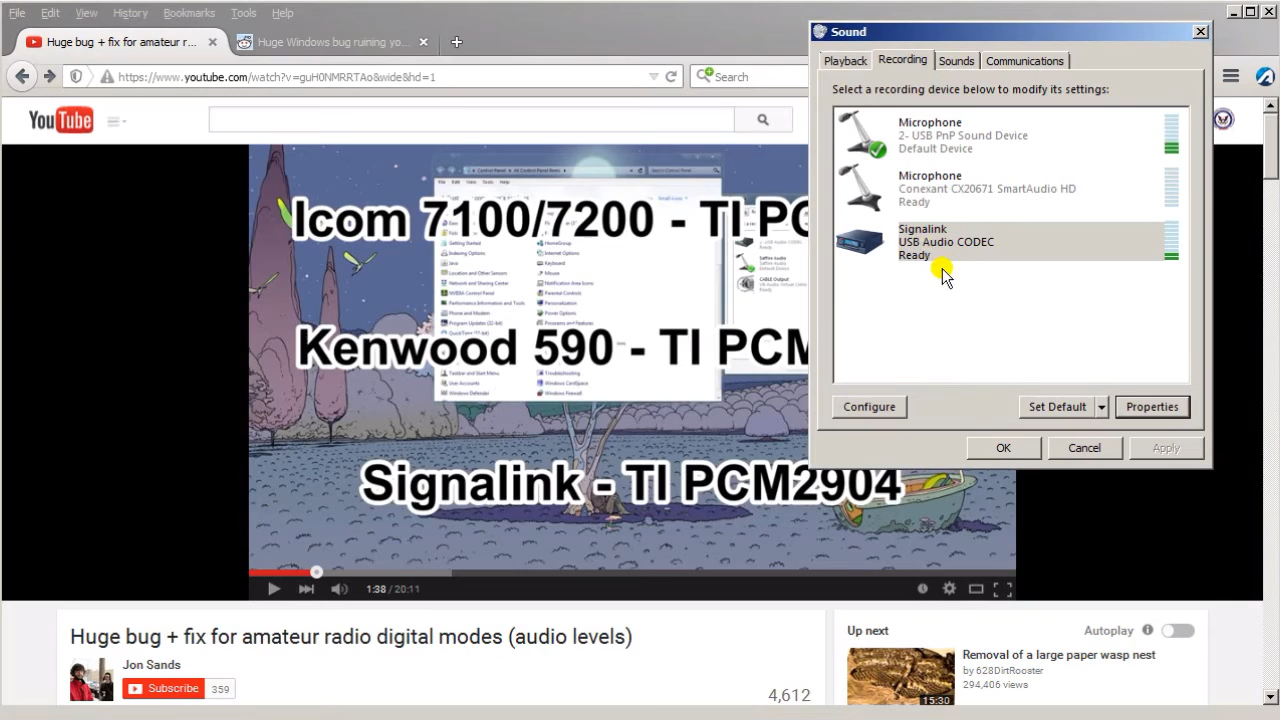 File Edit View History Bookmarks Tools Help
Huge bug + fix for amateur r...
Huge Windows bug ruining yo...
https://www.youtube.com/watch?v=guH0NMRRTAo&wide&hd=1
Search
YouTube
Sound
Playback Recording Sounds Communications
Select a recording device below to modify its settings:
Microphone
2- USB PnP Sound Device
Default Device
Microphone
Conexant CX20671 SmartAudio HD
Ready
Signalink
USB Audio CODEC
Ready
Configure Set Default Properties
OK Cancel Apply
Icom 7100/7200 - TI PC
Kenwood 590 - TI PCM
Signalink - TI PCM2904
1:38 / 20:11
Huge bug + fix for amateur radio digital modes (audio levels)
Jon Sands
Subscribe 359
4,612
Up next
Autoplay
Removal of a large paper wasp nest
by 628DirtRooster
294,406 views
15:30